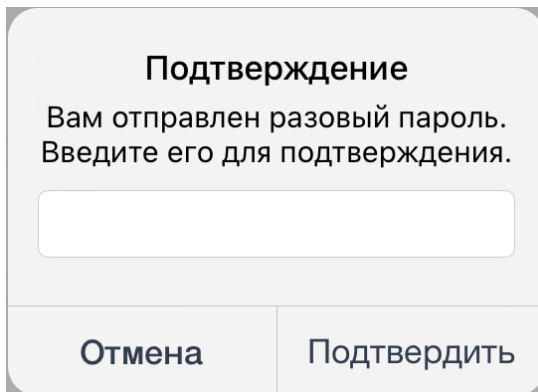 Подтверждение
Вам отправлен разовый пароль.
Введите его для подтверждения.
Отмена
Подтвердить